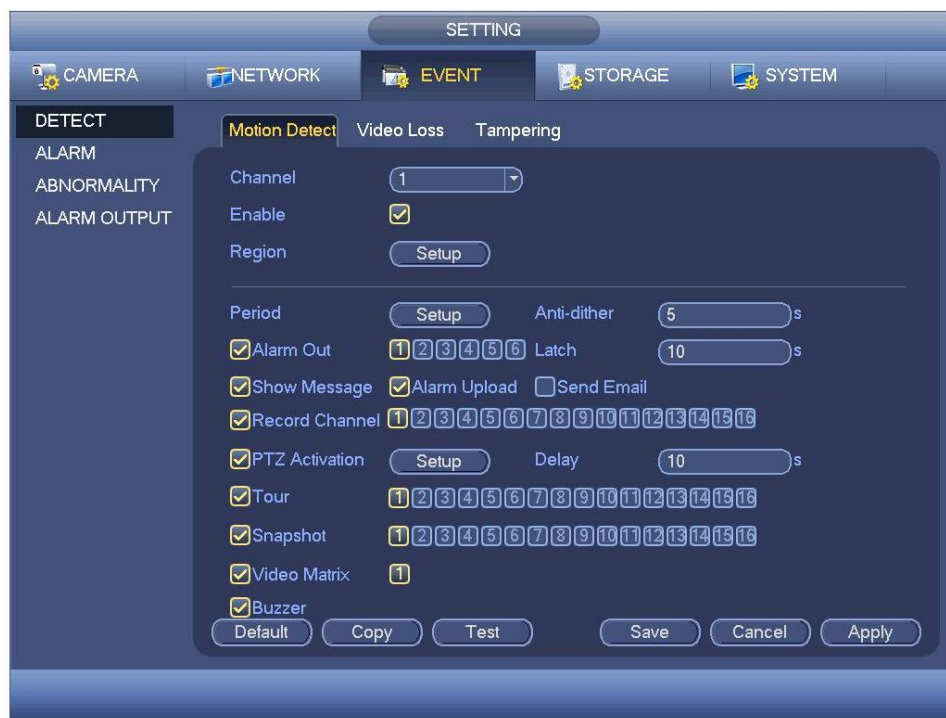 SETTING
CAMERA NETWORK EVENT STORAGE SYSTEM
DETECT
ALARM
ABNORMALITY
ALARM OUTPUT
Motion Detect Video Loss Tampering
Channel 1
Enable
Region Setup
Period Setup Anti-dither 5 s
Alarm Out 1 2 3 4 5 6 Latch 10 s
Show Message Alarm Upload Send Email
Record Channel 1 2 3 4 5 6 7 8 9 10 11 12 13 14 15 16
PTZ Activation Setup Delay 10 s
Tour 1 2 3 4 5 6 7 8 9 10 11 12 13 14 15 16
Snapshot 1 2 3 4 5 6 7 8 9 10 11 12 13 14 15 16
Video Matrix 1
Buzzer
Default Copy Test Save Cancel Apply